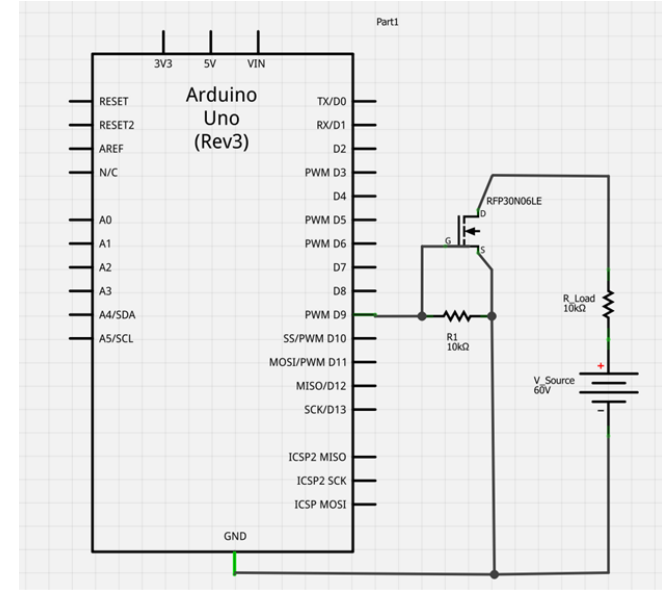 Part1
3V3 5V VIN
Arduino
Uno
(Rev3)
RESET
RESET2
AREF
N/C
A0
A1
A2
A3
A4/SDA
A5/SCL
TX/D0
RX/D1
D2
PWM D3
D4
PWM D5
PWM D6
D7
D8
PWM D9
SS/PWM D10
MOSI/PWM D11
MISO/D12
SCK/D13
ICSP2 MISO
ICSP2 SCK
ICSP MOSI
GND
RFP30N06LE
D
G
S
R1
10kΩ
R_Load
10kΩ
V_Source
60V
+
−